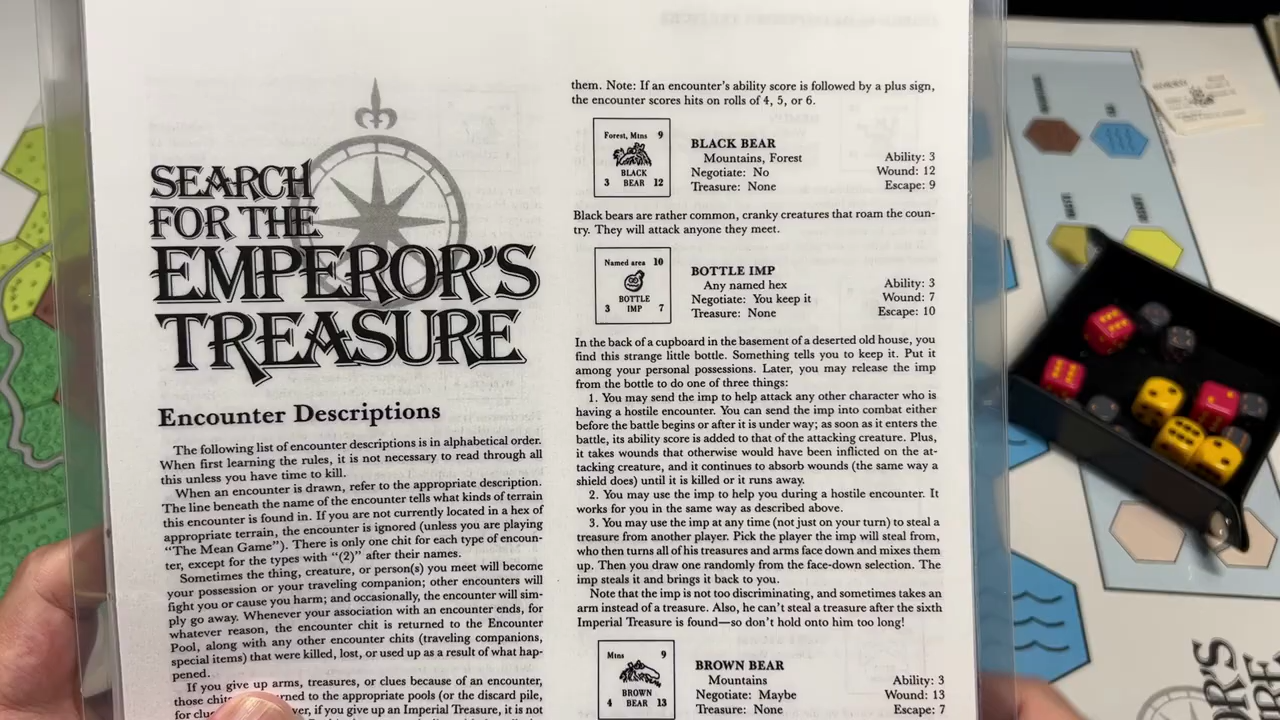 SEARCH
FOR THE
EMPEROR'S
TREASURE
Encounter Descriptions
The following list of encounter descriptions is in alphabetical order.
When first learning the rules, it is not necessary to read through all
this unless you have time to kill.
When an encounter is drawn, refer to the appropriate description.
The line beneath the name of the encounter tells what kinds of terrain
this encounter is found in. If you are not currently located in a hex of
appropriate terrain, the encounter is ignored (unless you are playing
“The Mean Game”). There is only one chit for each type of encoun-
ter, except for the types with “(2)” after their names.
Sometimes the thing, creature, or person(s) you meet will become
your possession or your traveling companion; other encounters will
fight you or cause you harm; and occasionally, the encounter will sim-
ply go away. Whenever your association with an encounter ends, for
whatever reason, the encounter chit is returned to the Encounter
Pool, along with any other encounter chits (traveling companions,
special items) that were killed, lost, or used up as a result of what hap-
pened.
If you give up arms, treasures, or clues because of an encounter,
those to the appropriate pools (or the discard pile,
for if you give up an Imperial Treasure, it is not
them. Note: If an encounter's ability score is followed by a plus sign,
the encounter scores hits on rolls of 4, 5, or 6.
Forest, Mtns 9
BLACK
3 BEAR 12
BLACK BEAR
Mountains, Forest Ability: 3
Negotiate: No Wound: 12
Treasure: None Escape: 9
Black bears are rather common, cranky creatures that roam the coun-
try. They will attack anyone they meet.
Named area 10
BOTTLE
3 IMP 7
BOTTLE IMP
Any named hex Ability: 3
Negotiate: You keep it Wound: 7
Treasure: None Escape: 10
In the back of a cupboard in the basement of a deserted old house, you
find this strange little bottle. Something tells you to keep it. Put it
among your personal possessions. Later, you may release the imp
from the bottle to do one of three things:
1. You may send the imp to help attack any other character who is
having a hostile encounter. You can send the imp into combat either
before the battle begins or after it is under way; as soon as it enters the
battle, its ability score is added to that of the attacking creature. Plus,
it takes wounds that otherwise would have been inflicted on the at-
tacking creature, and it continues to absorb wounds (the same way a
shield does) until it is killed or it runs away.
2. You may use the imp to help you during a hostile encounter. It
works for you in the same way as described above.
3. You may use the imp at any time (not just on your turn) to steal a
treasure from another player. Pick the player the imp will steal from,
who then turns all of his treasures and arms face down and mixes them
up. Then you draw one randomly from the face-down selection. The
imp steals it and brings it back to you.
Note that the imp is not too discriminating, and sometimes takes an
arm instead of a treasure. Also, he can't steal a treasure after the sixth
Imperial Treasure is found—so don't hold onto him too long!
Mtns 9
BROWN
4 BEAR 13
BROWN BEAR
Mountains Ability: 4
Negotiate: Maybe Wound: 13
Treasure: None Escape: 7